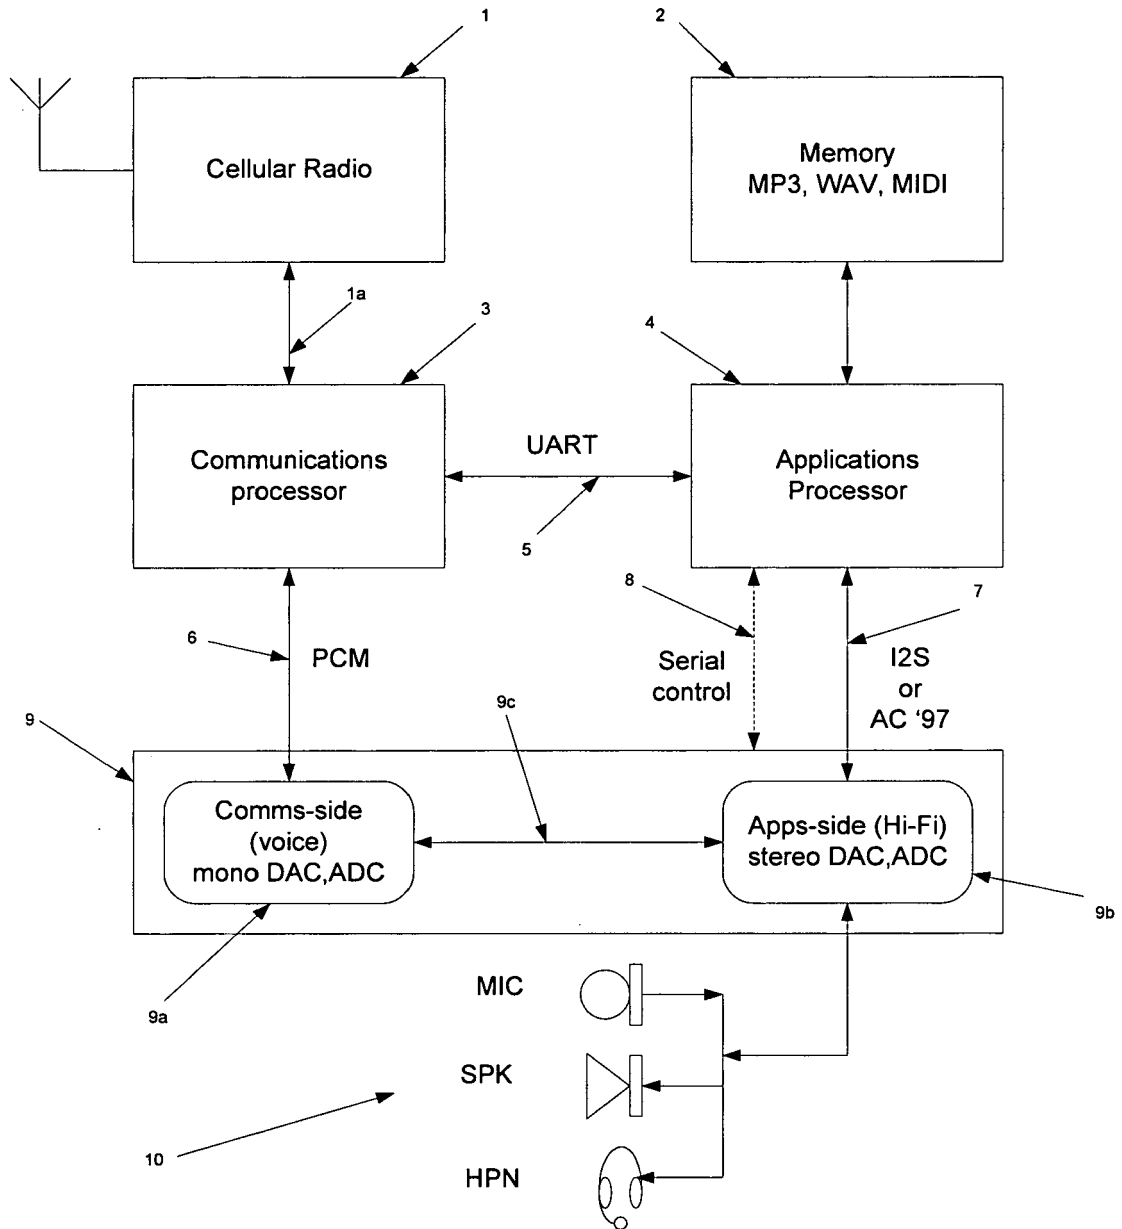 1
2
Cellular Radio
Memory
MP3, WAV, MIDI
1a
3
4
Communications
processor
UART
Applications
Processor
5
6
PCM
8
7
Serial
control
I2S
or
AC '97
9
9c
Comms-side
(voice)
mono DAC,ADC
Apps-side (Hi-Fi)
stereo DAC,ADC
9a
9b
MIC
SPK
10
HPN